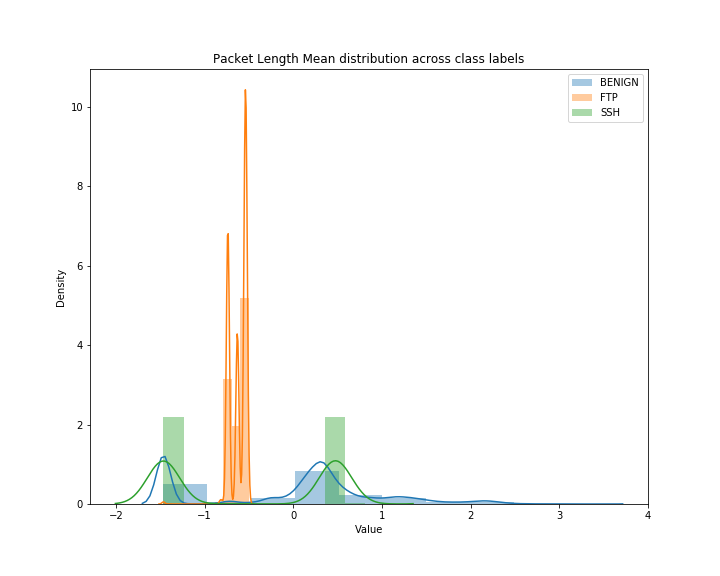 Packet Length Mean distribution across class labels
BENIGN
FTP
SSH
10
8
6
4
2
0
Density
−2
−1
0
1
2
3
4
Value